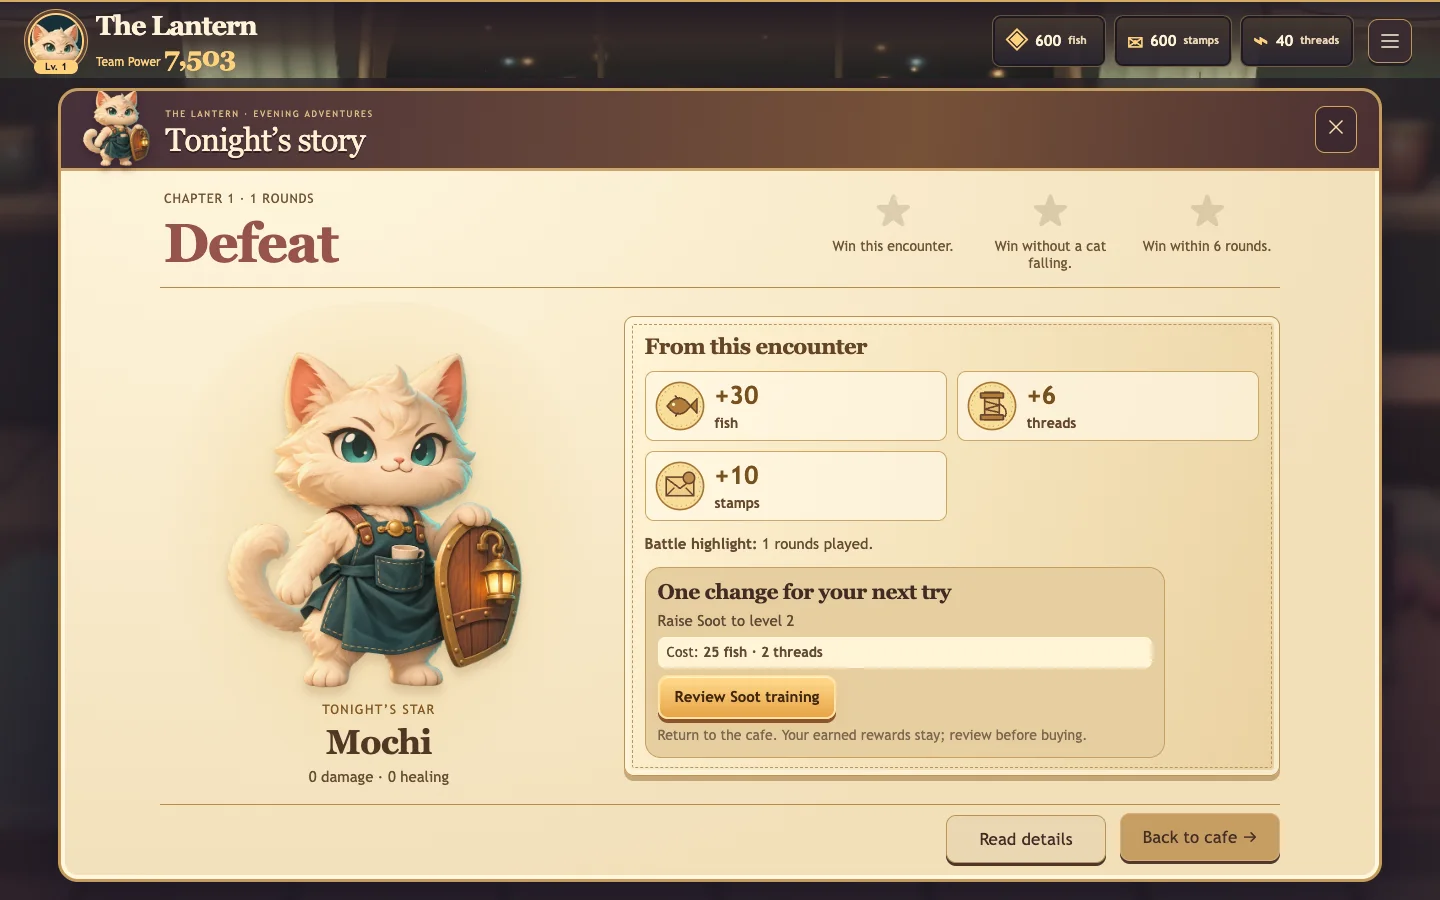 The Lantern
Team Power 7,503
Lv. 1
600 fish
600 stamps
40 threads
THE LANTERN · EVENING ADVENTURES
Tonight's story
CHAPTER 1 · 1 ROUNDS
Defeat
Win this encounter.
Win without a cat
falling.
Win within 6 rounds.
From this encounter
+30
fish
+6
threads
+10
stamps
Battle highlight: 1 rounds played.
One change for your next try
Raise Soot to level 2
Cost: 25 fish · 2 threads
Review Soot training
Return to the cafe. Your earned rewards stay; review before buying.
TONIGHT'S STAR
Mochi
0 damage · 0 healing
Read details
Back to cafe →